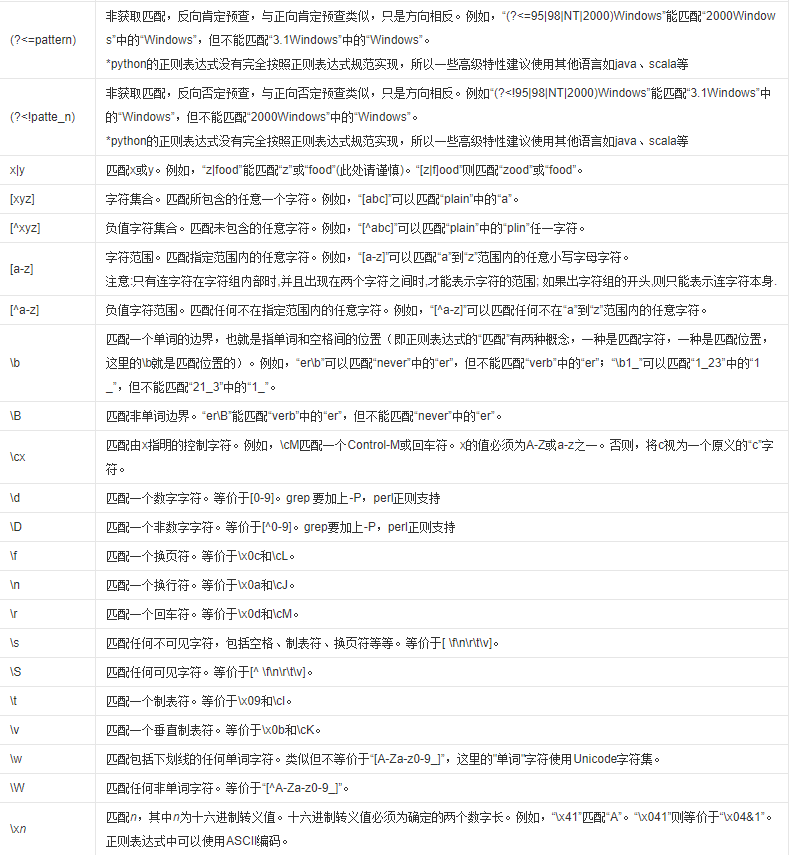 (?<=pattern)
非获取匹配，反向肯定预查，与正向肯定预查类似，只是方向相反。例如，“(?<=95|98|NT|2000)Windows”能匹配“2000Window
s”中的“Windows”，但不能匹配“3.1Windows”中的“Windows”。
*python的正则表达式没有完全按照正则表达式规范实现，所以一些高级特性建议使用其他语言如java、scala等
(?<!patte_n)
非获取匹配，反向否定预查，与正向否定预查类似，只是方向相反。例如“(?<!95|98|NT|2000)Windows”能匹配“3.1Windows”中
的“Windows”，但不能匹配“2000Windows”中的“Windows”。
*python的正则表达式没有完全按照正则表达式规范实现，所以一些高级特性建议使用其他语言如java、scala等
x|y
匹配x或y。例如，“z|food”能匹配“z”或“food”(此处请谨慎)。“[z|f]ood”则匹配“zood”或“food”。
[xyz]
字符集合。匹配所包含的任意一个字符。例如，“[abc]”可以匹配“plain”中的“a”。
[^xyz]
负值字符集合。匹配未包含的任意字符。例如，“[^abc]”可以匹配“plain”中的“plin”任一字符。
[a-z]
字符范围。匹配指定范围内的任意字符。例如，“[a-z]”可以匹配“a”到“z”范围内的任意小写字母字符。
注意:只有连字符在字符组内部时,并且出现在两个字符之间时,才能表示字符的范围; 如果出字符组的开头,则只能表示连字符本身.
[^a-z]
负值字符范围。匹配任何不在指定范围内的任意字符。例如，“[^a-z]”可以匹配任何不在“a”到“z”范围内的任意字符。
\b
匹配一个单词的边界，也就是指单词和空格间的位置（即正则表达式的“匹配”有两种概念，一种是匹配字符，一种是匹配位置，
这里的\b就是匹配位置的）。例如，“er\b”可以匹配“never”中的“er”，但不能匹配“verb”中的“er”；“\b1_”可以匹配“1_23”中的“1
_”，但不能匹配“21_3”中的“1_”。
\B
匹配非单词边界。“er\B”能匹配“verb”中的“er”，但不能匹配“never”中的“er”。
\cx
匹配由x指明的控制字符。例如，\cM匹配一个Control-M或回车符。x的值必须为A-Z或a-z之一。否则，将c视为一个原义的“c”字
符。
\d
匹配一个数字字符。等价于[0-9]。grep 要加上-P，perl正则支持
\D
匹配一个非数字字符。等价于[^0-9]。grep要加上-P，perl正则支持
\f
匹配一个换页符。等价于\x0c和\cL。
\n
匹配一个换行符。等价于\x0a和\cJ。
\r
匹配一个回车符。等价于\x0d和\cM。
\s
匹配任何不可见字符，包括空格、制表符、换页符等等。等价于[ \f\n\r\t\v]。
\S
匹配任何可见字符。等价于[^ \f\n\r\t\v]。
\t
匹配一个制表符。等价于\x09和\cI。
\v
匹配一个垂直制表符。等价于\x0b和\cK。
\w
匹配包括下划线的任何单词字符。类似但不等价于“[A-Za-z0-9_]”，这里的"单词"字符使用Unicode字符集。
\W
匹配任何非单词字符。等价于“[^A-Za-z0-9_]”。
\xn
匹配n，其中n为十六进制转义值。十六进制转义值必须为确定的两个数字长。例如，“\x41”匹配“A”。“\x041”则等价于“\x04&1”。
正则表达式中可以使用ASCII编码。